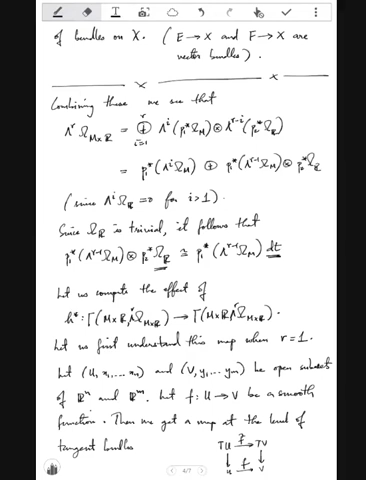 of bundles on X. ( E → X and F → X are
vector bundles ) .
x x
Combining these we see that
Λ^r Ω_{M×ℝ} = ⊕_{i=1}^{r} Λ^i (p_1^* Ω_M) ⊗ Λ^{r-i} (p_2^* Ω_ℝ)
= p_1^* (Λ^r Ω_M) ⊕ p_1^* (Λ^{r-1} Ω_M) ⊗ p_2^* Ω_ℝ
( since Λ^i Ω_ℝ = 0 for i > 1 ) .
Since Ω_ℝ is trivial, it follows that
p_1^* (Λ^{r-1} Ω_M) ⊗ p_2^* Ω_ℝ ≅ p_1^* (Λ^{r-1} Ω_M) dt
Let us compute the effect of
h^* : Γ(M×ℝ, Λ^r Ω_{M×ℝ}) → Γ(M×ℝ, Λ^r Ω_{M×ℝ}) .
Let us first understand this map when r = 1 .
Let (U, x_1, ... x_n) and (V, y_1, ... y_m) be open subsets
of ℝ^n and ℝ^m. Let f : U → V be a smooth
function . Then we get a map at the level of
tangent bundles TU → TV
↓ ↓
U f→ V
4/7